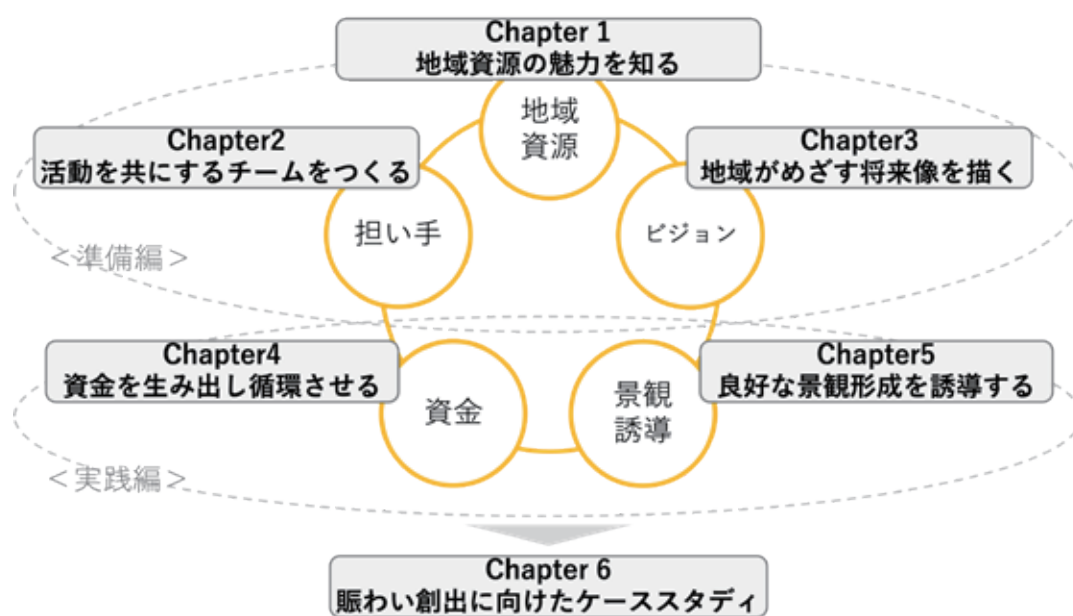 Chapter 1
地域資源の魅力を知る
地域
資源
Chapter2
活動を共にするチームをつくる
担い手
Chapter3
地域がめざす将来像を描く
ビジョン
＜準備編＞
Chapter4
資金を生み出し循環させる
資金
Chapter5
良好な景観形成を誘導する
景観
誘導
＜実践編＞
Chapter 6
賑わい創出に向けたケーススタディ